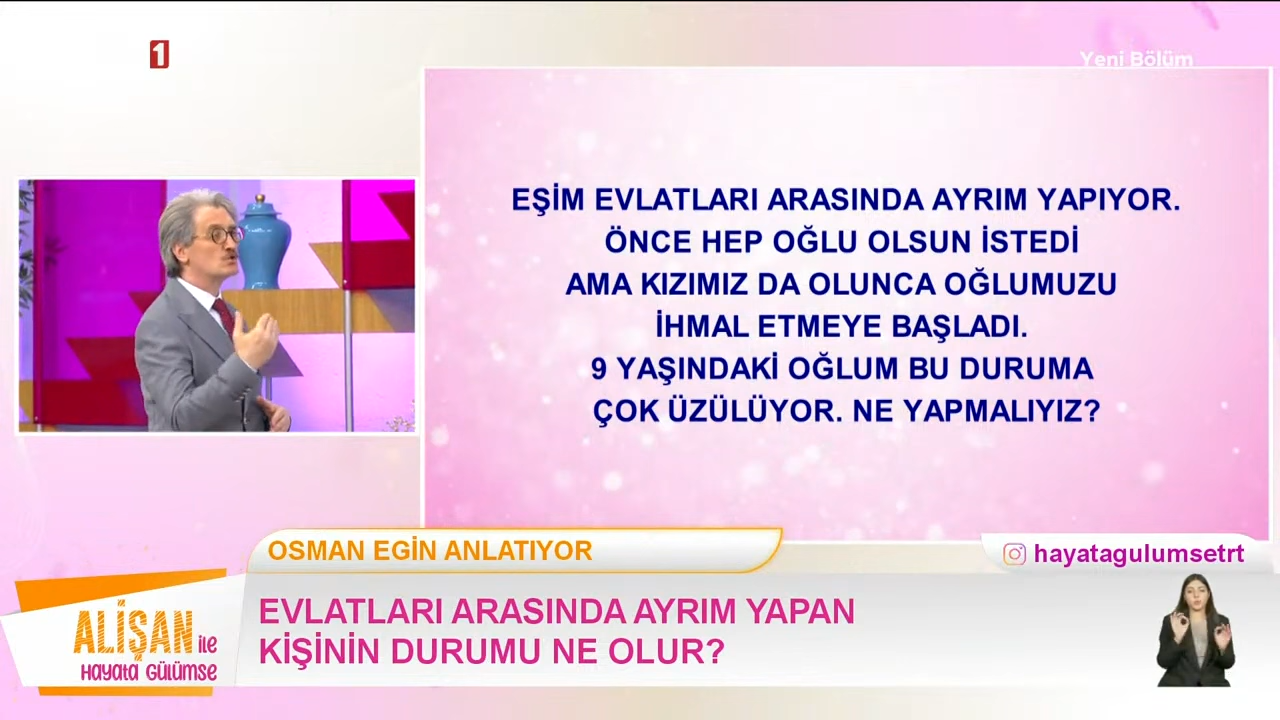 1
Yeni Bölüm
EŞİM EVLATLARI ARASINDA AYRIM YAPIYOR.
ÖNCE HEP OĞLU OLSUN İSTEDİ
AMA KIZIMIZ DA OLUNCA OĞLUMUZU
İHMAL ETMEYE BAŞLADI.
9 YAŞINDAKİ OĞLUM BU DURUMA
ÇOK ÜZÜLÜYOR. NE YAPMALIYIZ?
OSMAN EGİN ANLATIYOR
hayatagulumsetrt
EVLATLARI ARASINDA AYRIM YAPAN
KİŞİNİN DURUMU NE OLUR?
ALİŞAN ile
HAYATA GÜLÜMSE